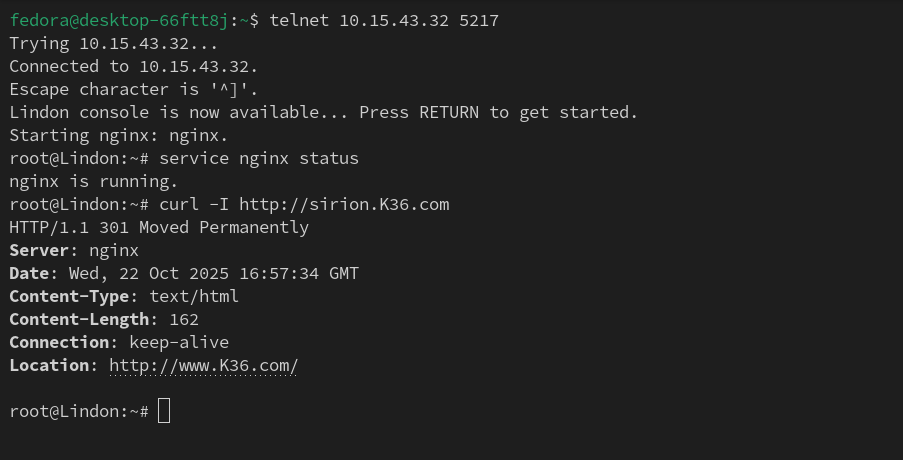 fedora@desktop-66ftt8j:~$ telnet 10.15.43.32 5217
Trying 10.15.43.32...
Connected to 10.15.43.32.
Escape character is '^]'.
Lindon console is now available... Press RETURN to get started.
Starting nginx: nginx.
root@Lindon:~# service nginx status
nginx is running.
root@Lindon:~# curl -I http://sirion.K36.com
HTTP/1.1 301 Moved Permanently
Server: nginx
Date: Wed, 22 Oct 2025 16:57:34 GMT
Content-Type: text/html
Content-Length: 162
Connection: keep-alive
Location: http://www.K36.com/
root@Lindon:~#